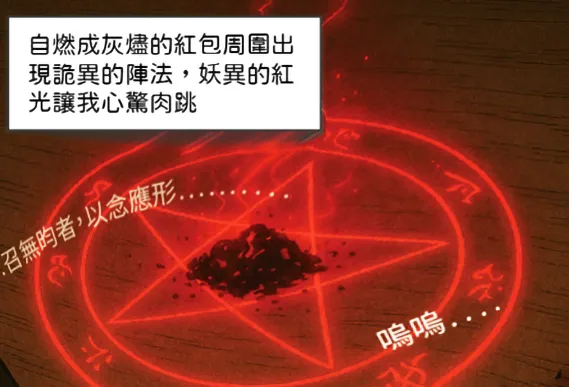 自燃成灰燼的紅包周圍出
現詭異的陣法，妖異的紅
光讓我心驚肉跳
召無昀者,以念應形..........
嗚嗚....